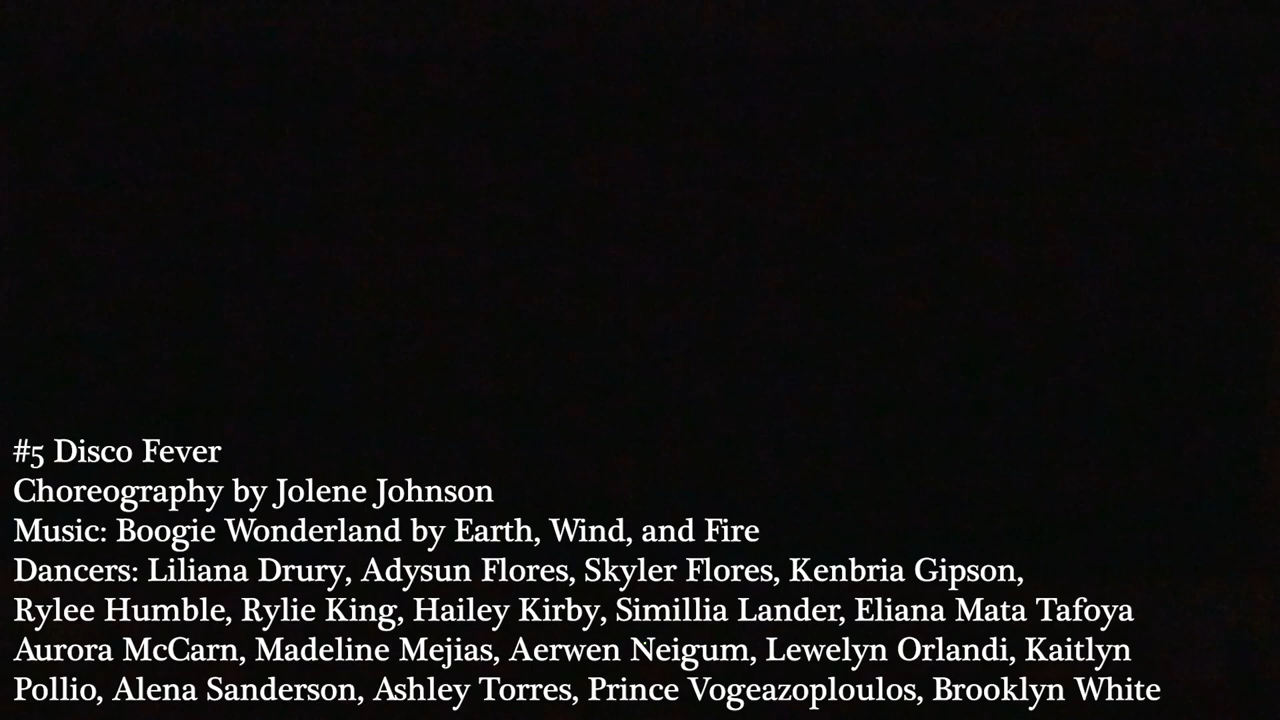 #5 Disco Fever
Choreography by Jolene Johnson
Music: Boogie Wonderland by Earth, Wind, and Fire
Dancers: Liliana Drury, Adysun Flores, Skyler Flores, Kenbria Gipson,
Rylee Humble, Rylie King, Hailey Kirby, Simillia Lander, Eliana Mata Tafoya
Aurora McCarn, Madeline Mejias, Aerwen Neigum, Lewelyn Orlandi, Kaitlyn
Pollio, Alena Sanderson, Ashley Torres, Prince Vogeazoploulos, Brooklyn White